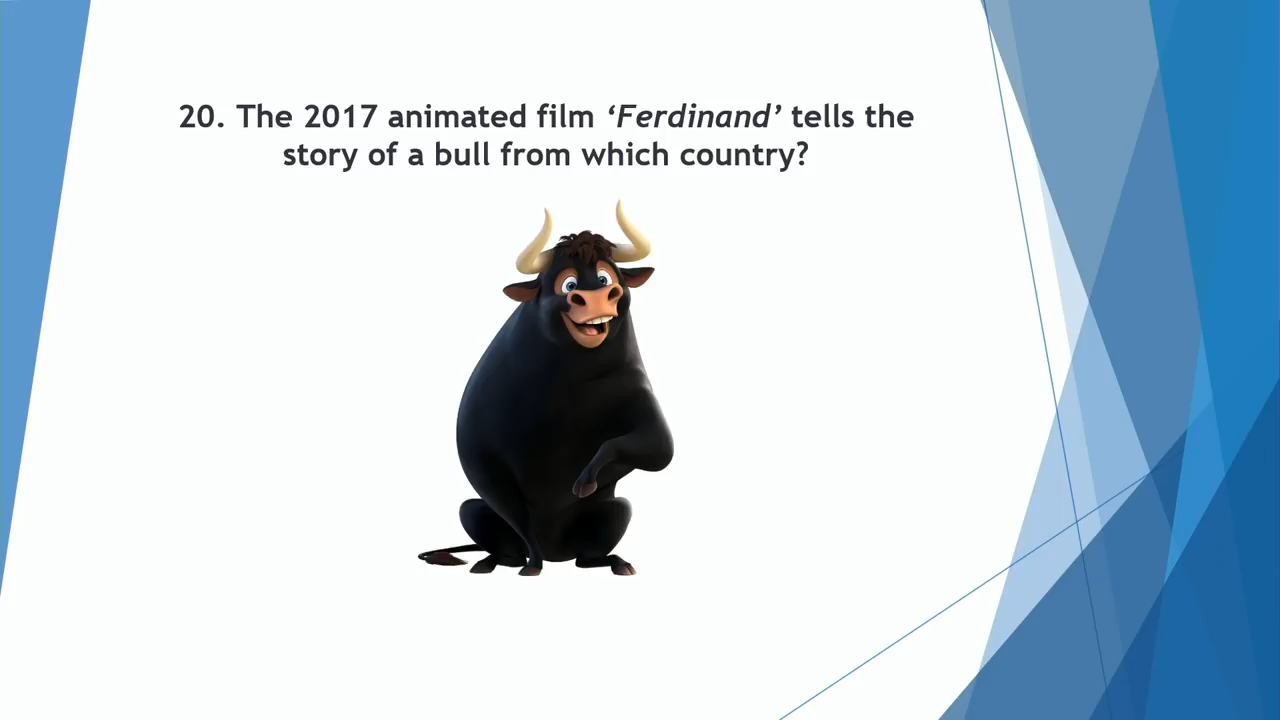 20. The 2017 animated film ‘Ferdinand’ tells the
story of a bull from which country?